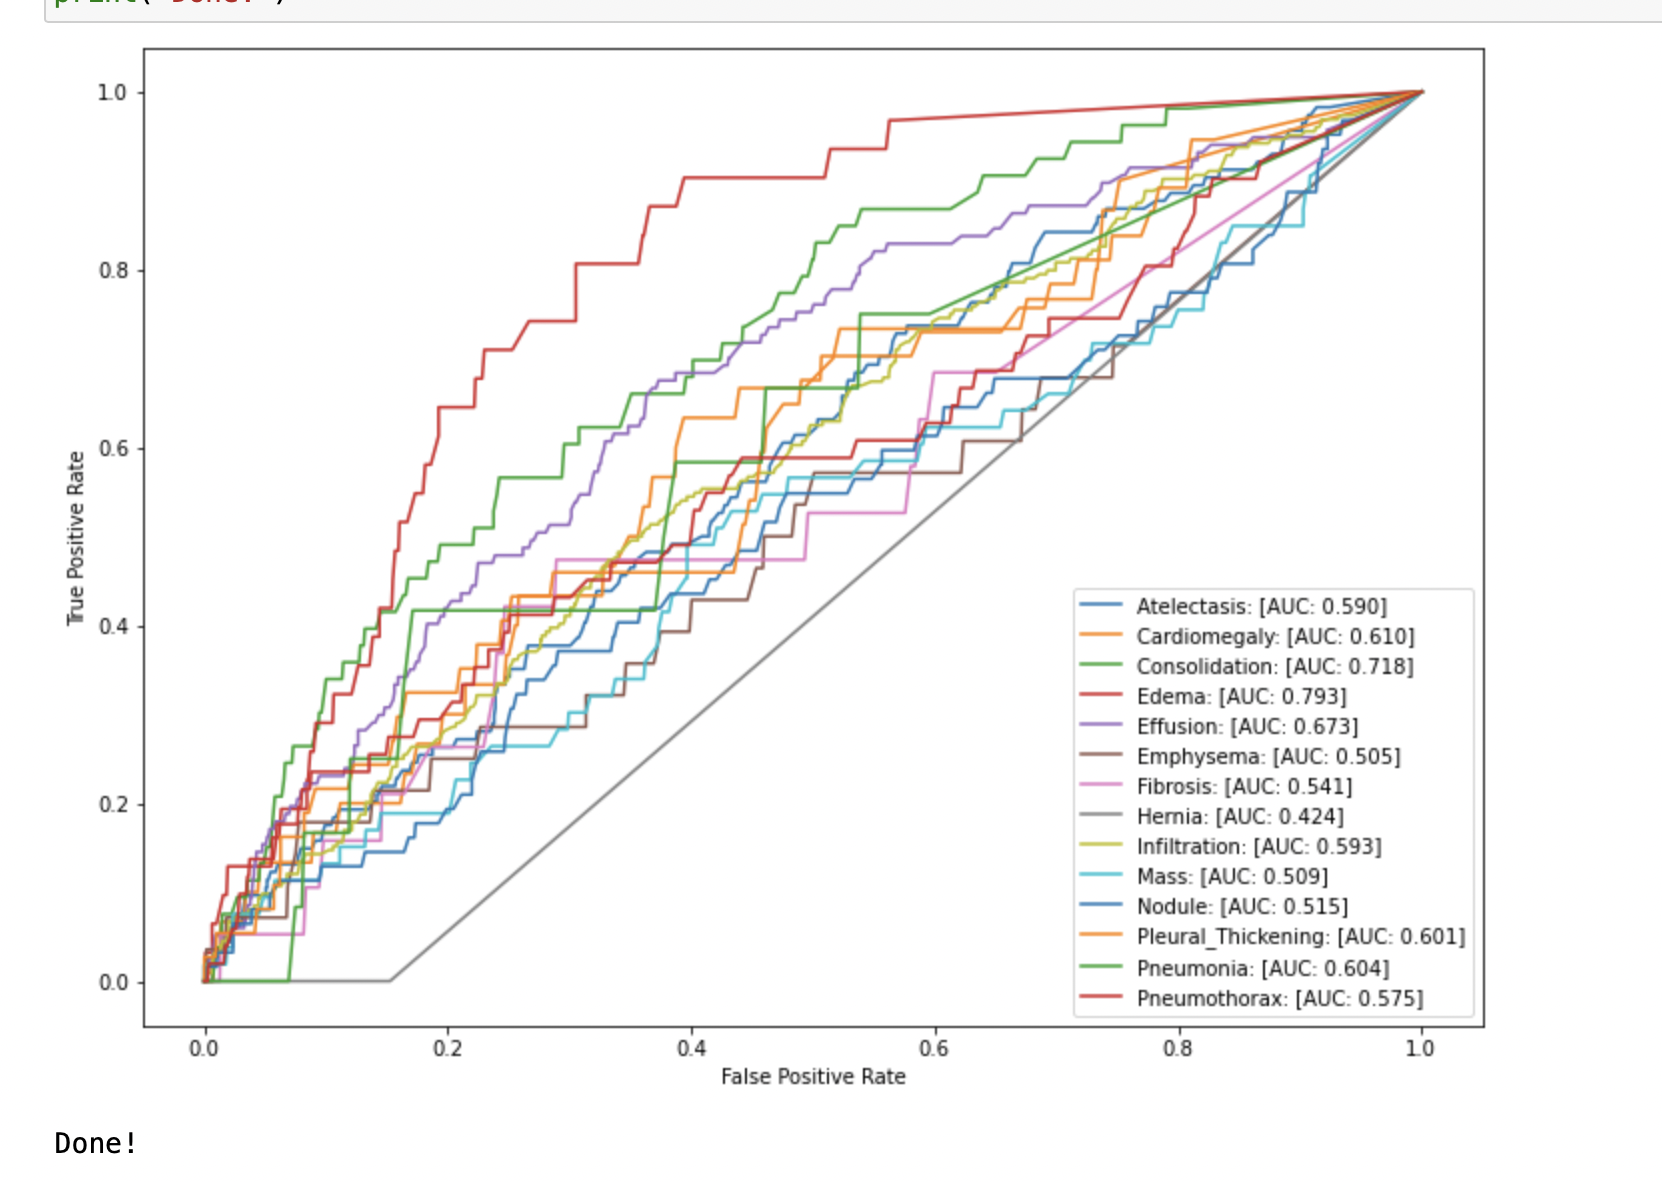 print("Done!")
1.0
0.8
0.6
0.4
0.2
0.0
True Positive Rate
0.0 0.2 0.4 0.6 0.8 1.0
False Positive Rate
Atelectasis: [AUC: 0.590]
Cardiomegaly: [AUC: 0.610]
Consolidation: [AUC: 0.718]
Edema: [AUC: 0.793]
Effusion: [AUC: 0.673]
Emphysema: [AUC: 0.505]
Fibrosis: [AUC: 0.541]
Hernia: [AUC: 0.424]
Infiltration: [AUC: 0.593]
Mass: [AUC: 0.509]
Nodule: [AUC: 0.515]
Pleural_Thickening: [AUC: 0.601]
Pneumonia: [AUC: 0.604]
Pneumothorax: [AUC: 0.575]
Done!